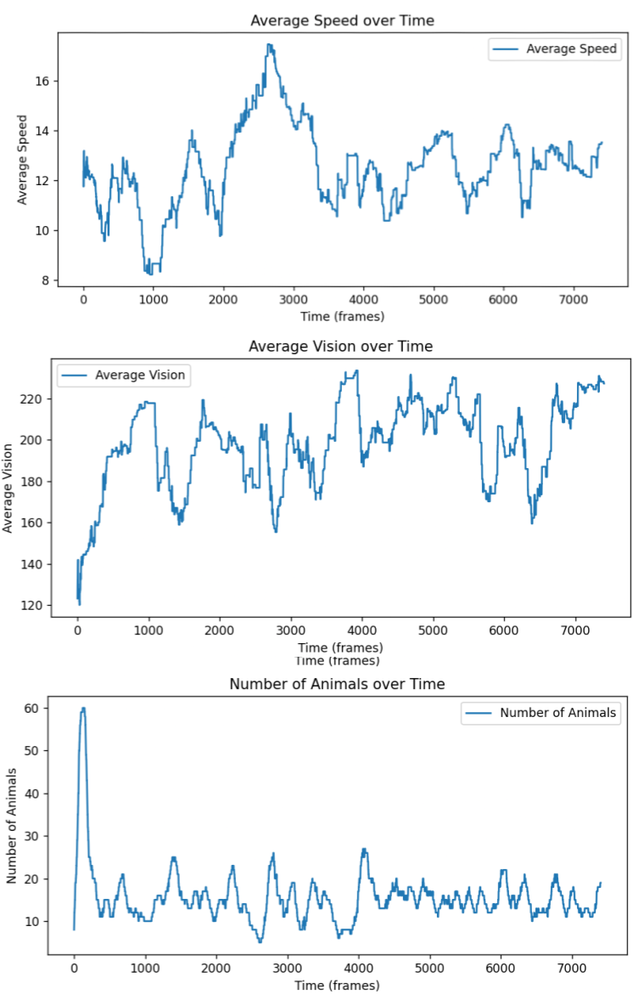 Average Speed over Time
Average Speed
16
14
12
10
8
Average Speed
0 1000 2000 3000 4000 5000 6000 7000
Time (frames)
Average Vision over Time
Average Vision
220
200
180
160
140
120
Average Vision
0 1000 2000 3000 4000 5000 6000 7000
Time (frames)
Time (frames)
Number of Animals over Time
Number of Animals
60
50
40
30
20
10
Number of Animals
0 1000 2000 3000 4000 5000 6000 7000
Time (frames)